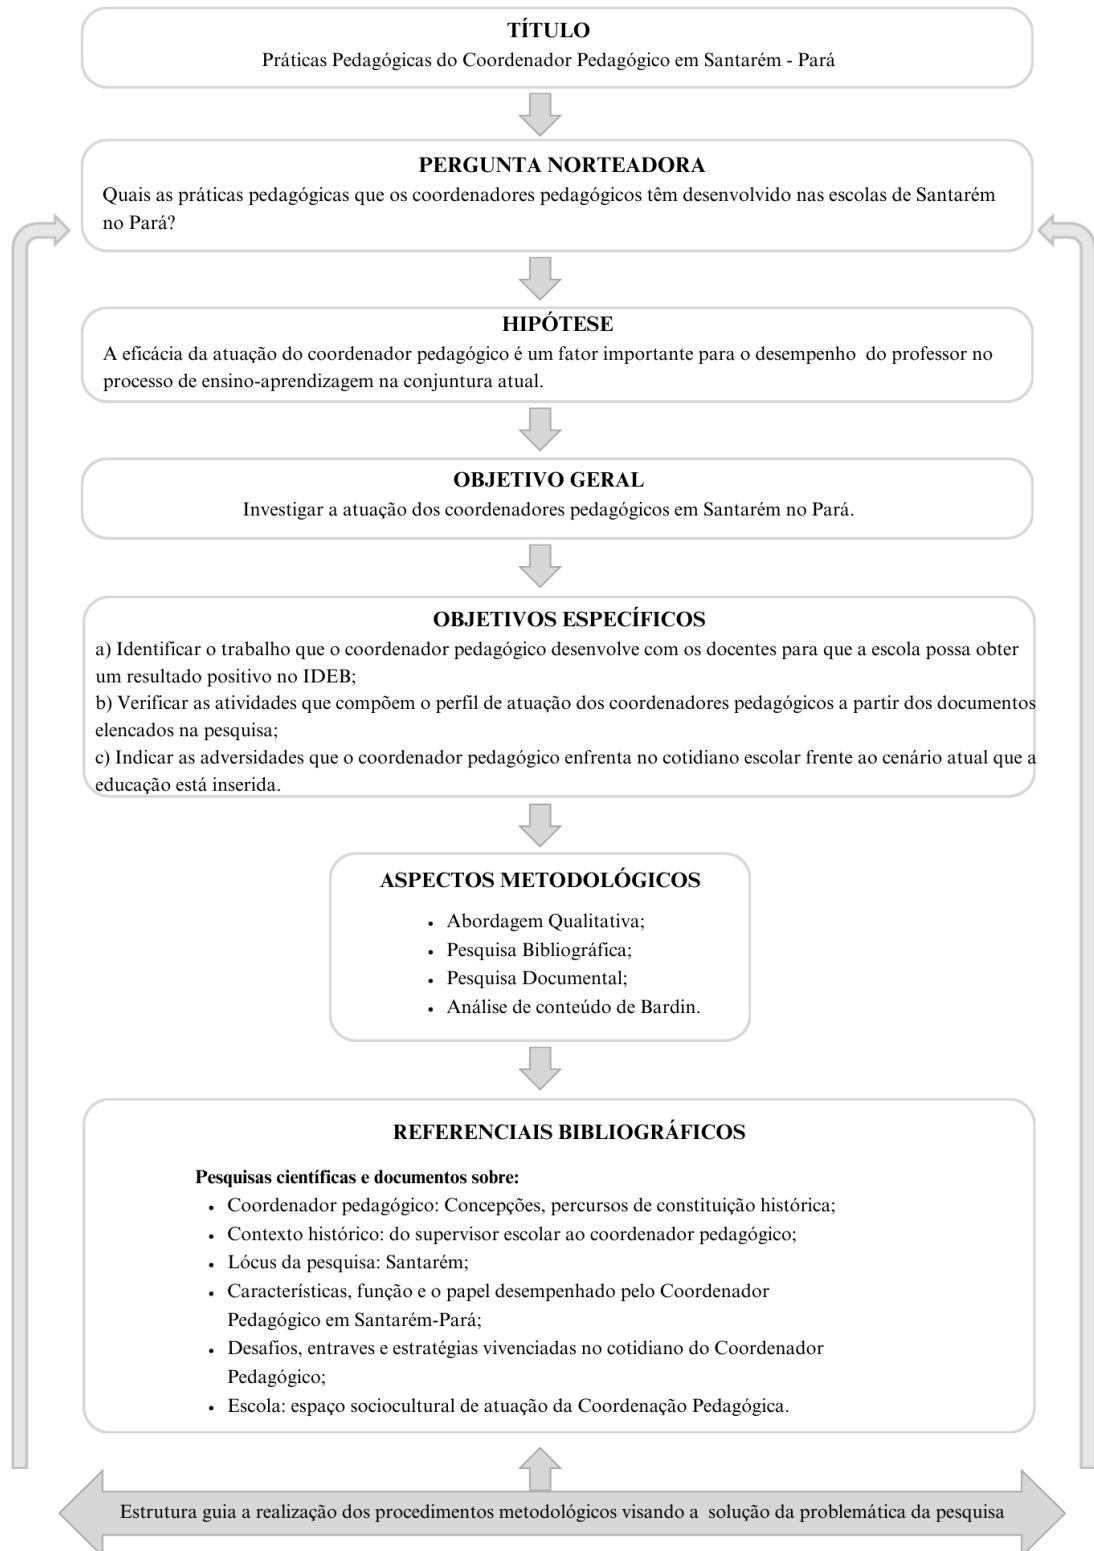 TÍTULO
Práticas Pedagógicas do Coordenador Pedagógico em Santarém - Pará
PERGUNTA NORTEADORA
Quais as práticas pedagógicas que os coordenadores pedagógicos têm desenvolvido nas escolas de Santarém
no Pará?
HIPÓTESE
A eficácia da atuação do coordenador pedagógico é um fator importante para o desempenho do professor no
processo de ensino-aprendizagem na conjuntura atual.
OBJETIVO GERAL
Investigar a atuação dos coordenadores pedagógicos em Santarém no Pará.
OBJETIVOS ESPECÍFICOS
a) Identificar o trabalho que o coordenador pedagógico desenvolve com os docentes para que a escola possa obter
um resultado positivo no IDEB;
b) Verificar as atividades que compõem o perfil de atuação dos coordenadores pedagógicos a partir dos documentos
elencados na pesquisa;
c) Indicar as adversidades que o coordenador pedagógico enfrenta no cotidiano escolar frente ao cenário atual que a
educação está inserida.
ASPECTOS METODOLÓGICOS
• Abordagem Qualitativa;
• Pesquisa Bibliográfica;
• Pesquisa Documental;
• Análise de conteúdo de Bardin.
REFERENCIAIS BIBLIOGRÁFICOS
Pesquisas científicas e documentos sobre:
• Coordenador pedagógico: Concepções, percursos de constituição histórica;
• Contexto histórico: do supervisor escolar ao coordenador pedagógico;
• Lócus da pesquisa: Santarém;
• Características, função e o papel desempenhado pelo Coordenador
Pedagógico em Santarém-Pará;
• Desafios, entraves e estratégias vivenciadas no cotidiano do Coordenador
Pedagógico;
• Escola: espaço sociocultural de atuação da Coordenação Pedagógica.
Estrutura guia a realização dos procedimentos metodológicos visando a solução da problemática da pesquisa